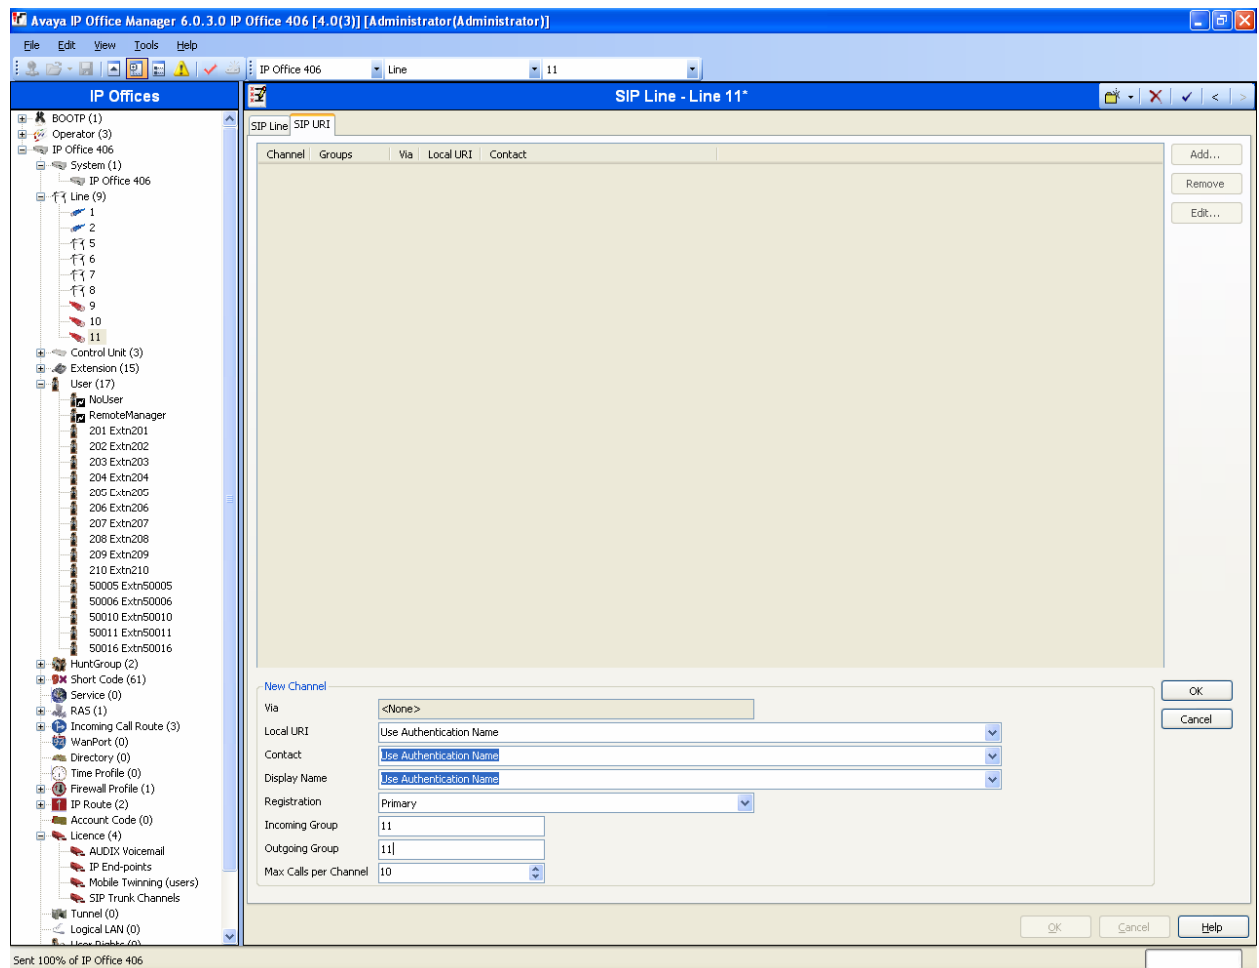 Avaya IP Office Manager 6.0.3.0 IP Office 406 [4.0(3)] [Administrator(Administrator)]
File Edit View Tools Help
IP Office 406 Line 11
IP Offices
SIP Line - Line 11*
BOOTP (1)
Operator (3)
IP Office 406
System (1)
IP Office 406
Line (9)
1
2
5
6
7
8
9
10
11
Control Unit (3)
Extension (15)
User (17)
NoUser
RemoteManager
201 Extn201
202 Extn202
203 Extn203
204 Extn204
205 Extn205
206 Extn206
207 Extn207
208 Extn208
209 Extn209
210 Extn210
50005 Extn50005
50006 Extn50006
50010 Extn50010
50011 Extn50011
50016 Extn50016
HuntGroup (2)
Short Code (61)
Service (0)
RAS (1)
Incoming Call Route (3)
WanPort (0)
Directory (0)
Time Profile (0)
Firewall Profile (1)
IP Route (2)
Account Code (0)
Licence (4)
AUDIX Voicemail
IP End-points
Mobile Twinning (users)
SIP Trunk Channels
Tunnel (0)
Logical LAN (0)
User Rights (9)
SIP Line SIP URI
Channel Groups Via Local URI Contact
Add...
Remove
Edit...
New Channel
Via <None>
Local URI Use Authentication Name
Contact Use Authentication Name
Display Name Use Authentication Name
Registration Primary
Incoming Group 11
Outgoing Group 11
Max Calls per Channel 10
OK
Cancel
OK Cancel Help
Sent 100% of IP Office 406